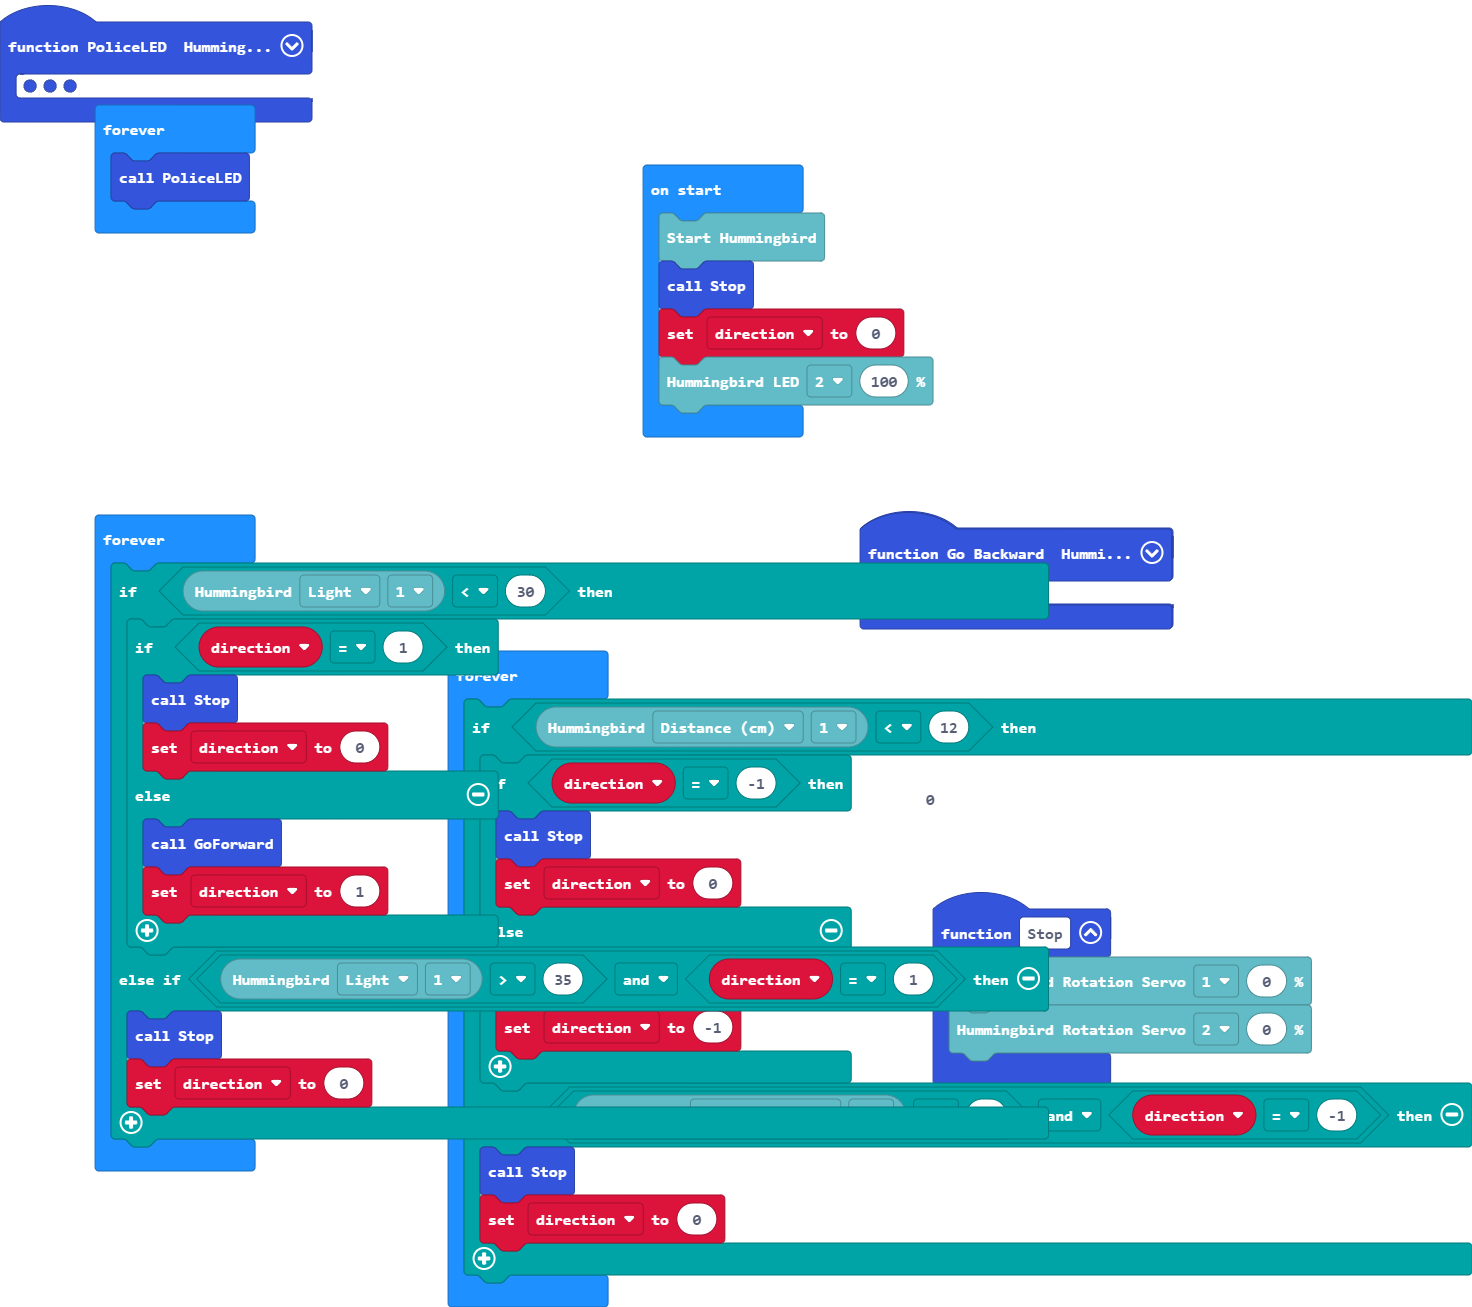 function PoliceLED Humming...
forever
call PoliceLED
on start
Start Hummingbird
call Stop
set direction to 0
Hummingbird LED 2 100 %
forever
if Hummingbird Light 1 < 30 then
if direction = 1 then
call Stop
set direction to 0
else
call GoForward
set direction to 1
else if Hummingbird Light 1 > 35 and direction = 1 then
call Stop
set direction to 0
function Go Backward Hummi...
forever
if Hummingbird Distance (cm) 1 < 12 then
direction = -1 then
call Stop
set direction to 0
set direction to -1
and direction = -1 then
call Stop
set direction to 0
0
function Stop
Rotation Servo 1 0 %
Hummingbird Rotation Servo 2 0 %